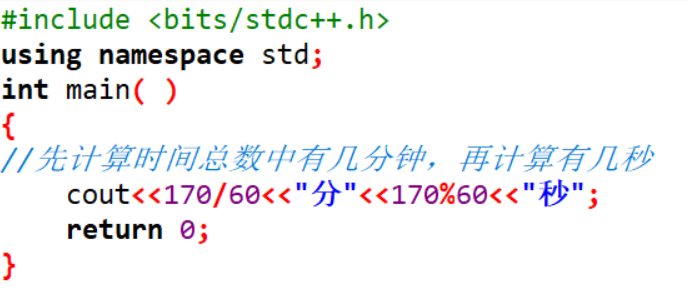 #include <bits/stdc++.h>
using namespace std;
int main( )
{
//先计算时间总数中有几分钟，再计算有几秒
    cout<<170/60<<"分"<<170%60<<"秒";
    return 0;
}